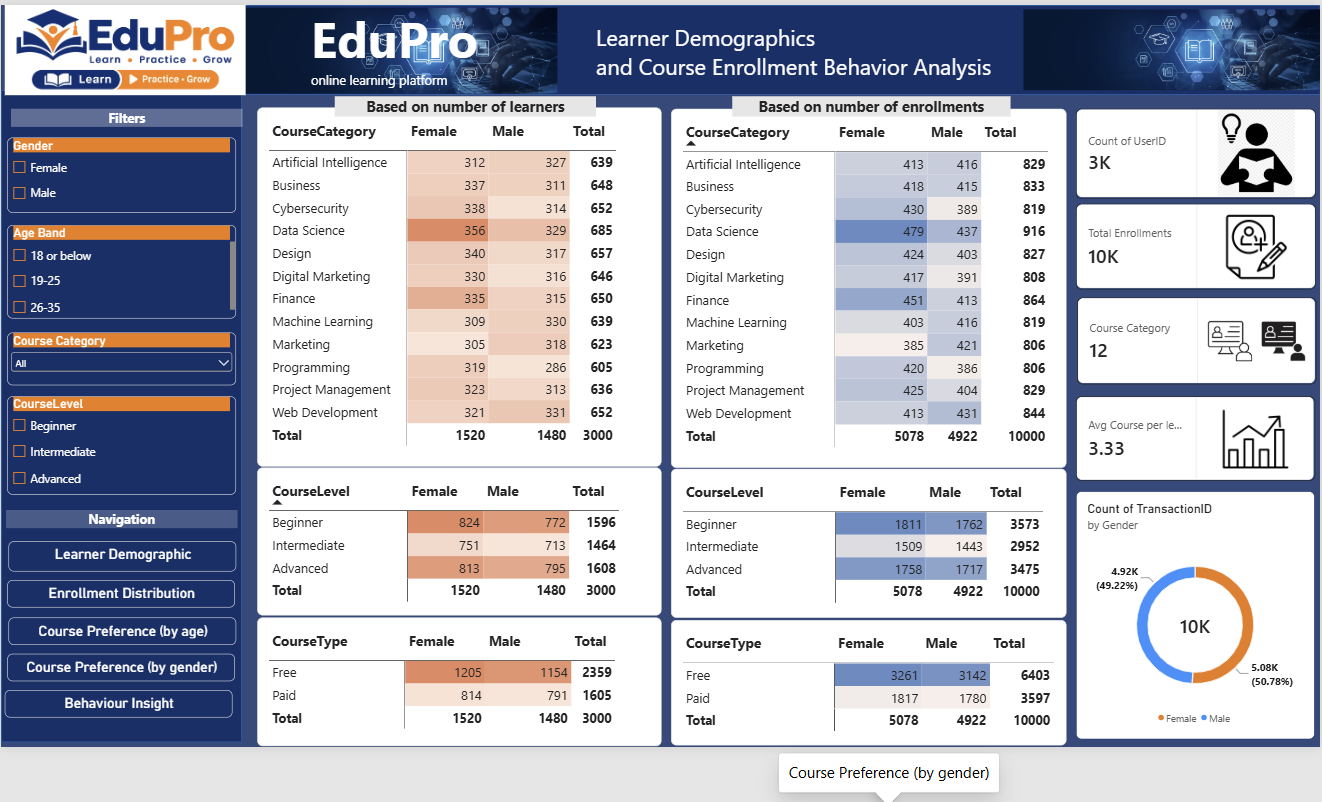 EduPro
Learn • Practice • Grow
Learn Practice • Grow
EduPro
online learning platform
Learner Demographics
and Course Enrollment Behavior Analysis
Filters
Gender
Female
Male
Age Band
18 or below
19-25
26-35
Course Category
All
CourseLevel
Beginner
Intermediate
Advanced
Navigation
Learner Demographic
Enrollment Distribution
Course Preference (by age)
Course Preference (by gender)
Behaviour Insight
Based on number of learners
CourseCategory Female Male Total
Artificial Intelligence 312 327 639
Business 337 311 648
Cybersecurity 338 314 652
Data Science 356 329 685
Design 340 317 657
Digital Marketing 330 316 646
Finance 335 315 650
Machine Learning 309 330 639
Marketing 305 318 623
Programming 319 286 605
Project Management 323 313 636
Web Development 321 331 652
Total 1520 1480 3000
CourseLevel Female Male Total
Beginner 824 772 1596
Intermediate 751 713 1464
Advanced 813 795 1608
Total 1520 1480 3000
CourseType Female Male Total
Free 1205 1154 2359
Paid 814 791 1605
Total 1520 1480 3000
Based on number of enrollments
CourseCategory Female Male Total
Artificial Intelligence 413 416 829
Business 418 415 833
Cybersecurity 430 389 819
Data Science 479 437 916
Design 424 403 827
Digital Marketing 417 391 808
Finance 451 413 864
Machine Learning 403 416 819
Marketing 385 421 806
Programming 420 386 806
Project Management 425 404 829
Web Development 413 431 844
Total 5078 4922 10000
CourseLevel Female Male Total
Beginner 1811 1762 3573
Intermediate 1509 1443 2952
Advanced 1758 1717 3475
Total 5078 4922 10000
CourseType Female Male Total
Free 3261 3142 6403
Paid 1817 1780 3597
Total 5078 4922 10000
Count of UserID
3K
Total Enrollments
10K
Course Category
12
Avg Course per le...
3.33
Count of TransactionID
by Gender
4.92K
(49.22%)
10K
5.08K
(50.78%)
Female Male
Course Preference (by gender)